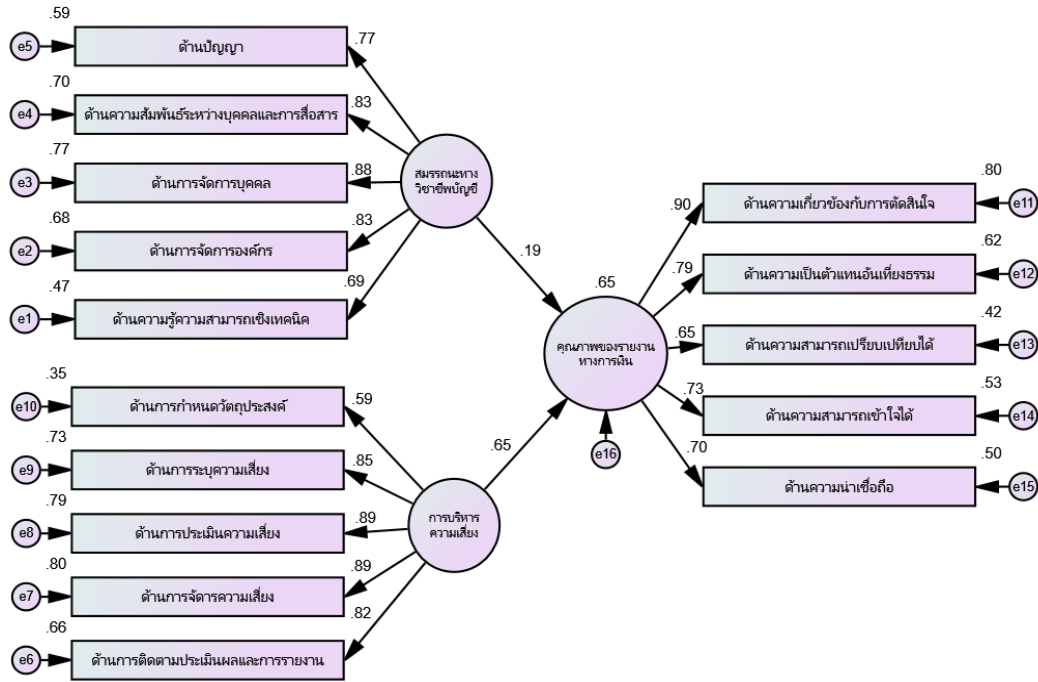 .59
e5 ด้านปัญญา .77
.70
e4 ด้านความสัมพันธ์ระหว่างบุคคลและการสื่อสาร .83
.77
e3 ด้านการจัดการบุคคล .88
.68
e2 ด้านการจัดการองค์กร .83
.47
e1 ด้านความรู้ความสามารถเชิงเทคนิค .69
สมรรถนะทาง
วิชาชีพบัญชี
.19
.35
e10 ด้านการกำหนดวัตถุประสงค์ .59
.73
e9 ด้านการระบุความเสี่ยง .85
.79
e8 ด้านการประเมินความเสี่ยง .89
.80
e7 ด้านการจัดารความเสี่ยง .89
.66
e6 ด้านการติดตามประเมินผลและการรายงาน .82
การบริหาร
ความเสี่ยง
.65
.65
คุณภาพของรายงาน
ทางการเงิน
e16
.80
.90 ด้านความเกี่ยวข้องกับการตัดสินใจ e11
.62
.79 ด้านความเป็นตัวแทนอันเที่ยงธรรม e12
.42
.65 ด้านความสามารถเปรียบเปทียบได้ e13
.53
.73 ด้านความสามารถเข้าใจได้ e14
.50
.70 ด้านความน่าเชื่อถือ e15